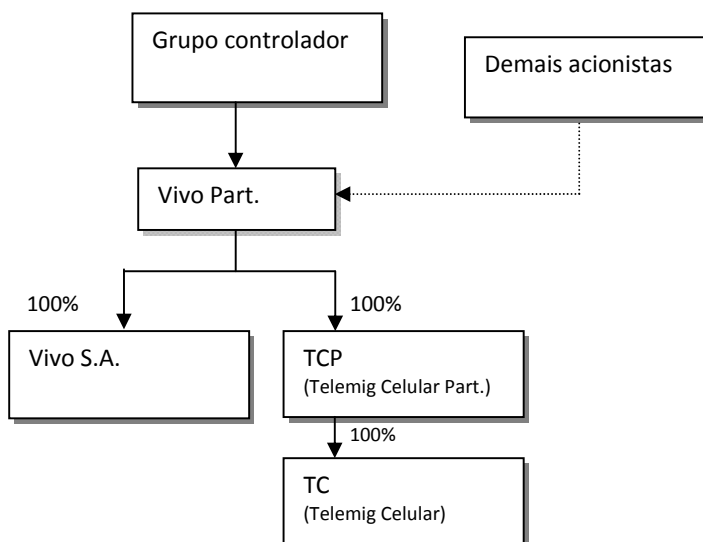 Grupo controlador
Demais acionistas
Vivo Part.
100%
100%
Vivo S.A.
TCP
(Telemig Celular Part.)
100%
TC
(Telemig Celular)